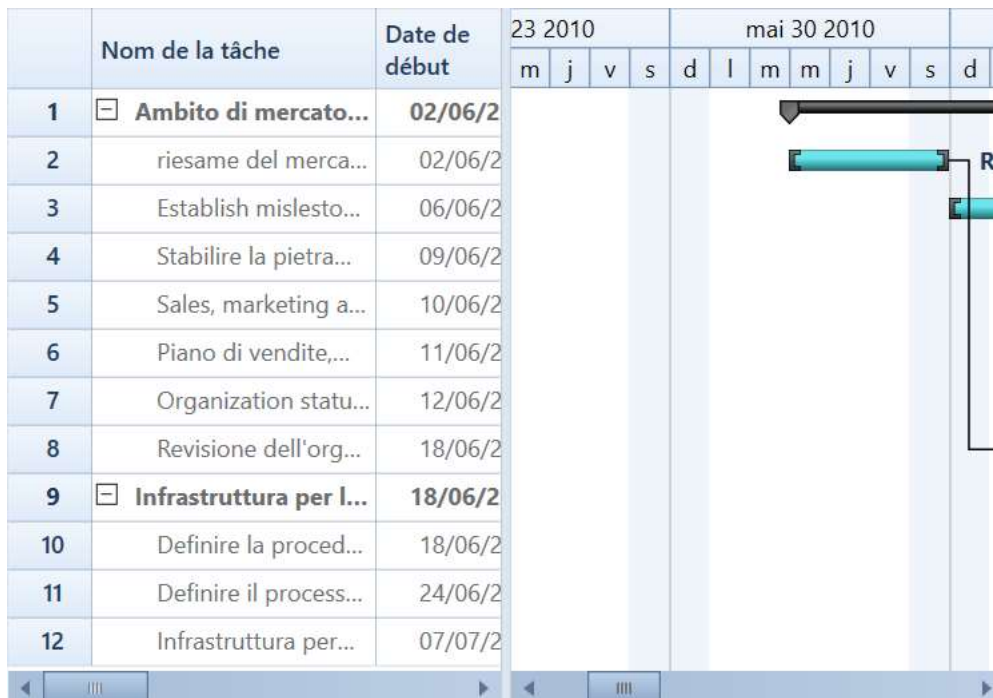 Nom de la tâche
Date de
début
23 2010
mai 30 2010
m j v s d l m m j v s d
1 Ambito di mercato... 02/06/2
2 riesame del merca... 02/06/2
R
3 Establish mislesto... 06/06/2
4 Stabilire la pietra... 09/06/2
5 Sales, marketing a... 10/06/2
6 Piano di vendite,... 11/06/2
7 Organization statu... 12/06/2
8 Revisione dell'org... 18/06/2
9 Infrastruttura per l... 18/06/2
10 Definire la proced... 18/06/2
11 Definire il process... 24/06/2
12 Infrastruttura per... 07/07/2